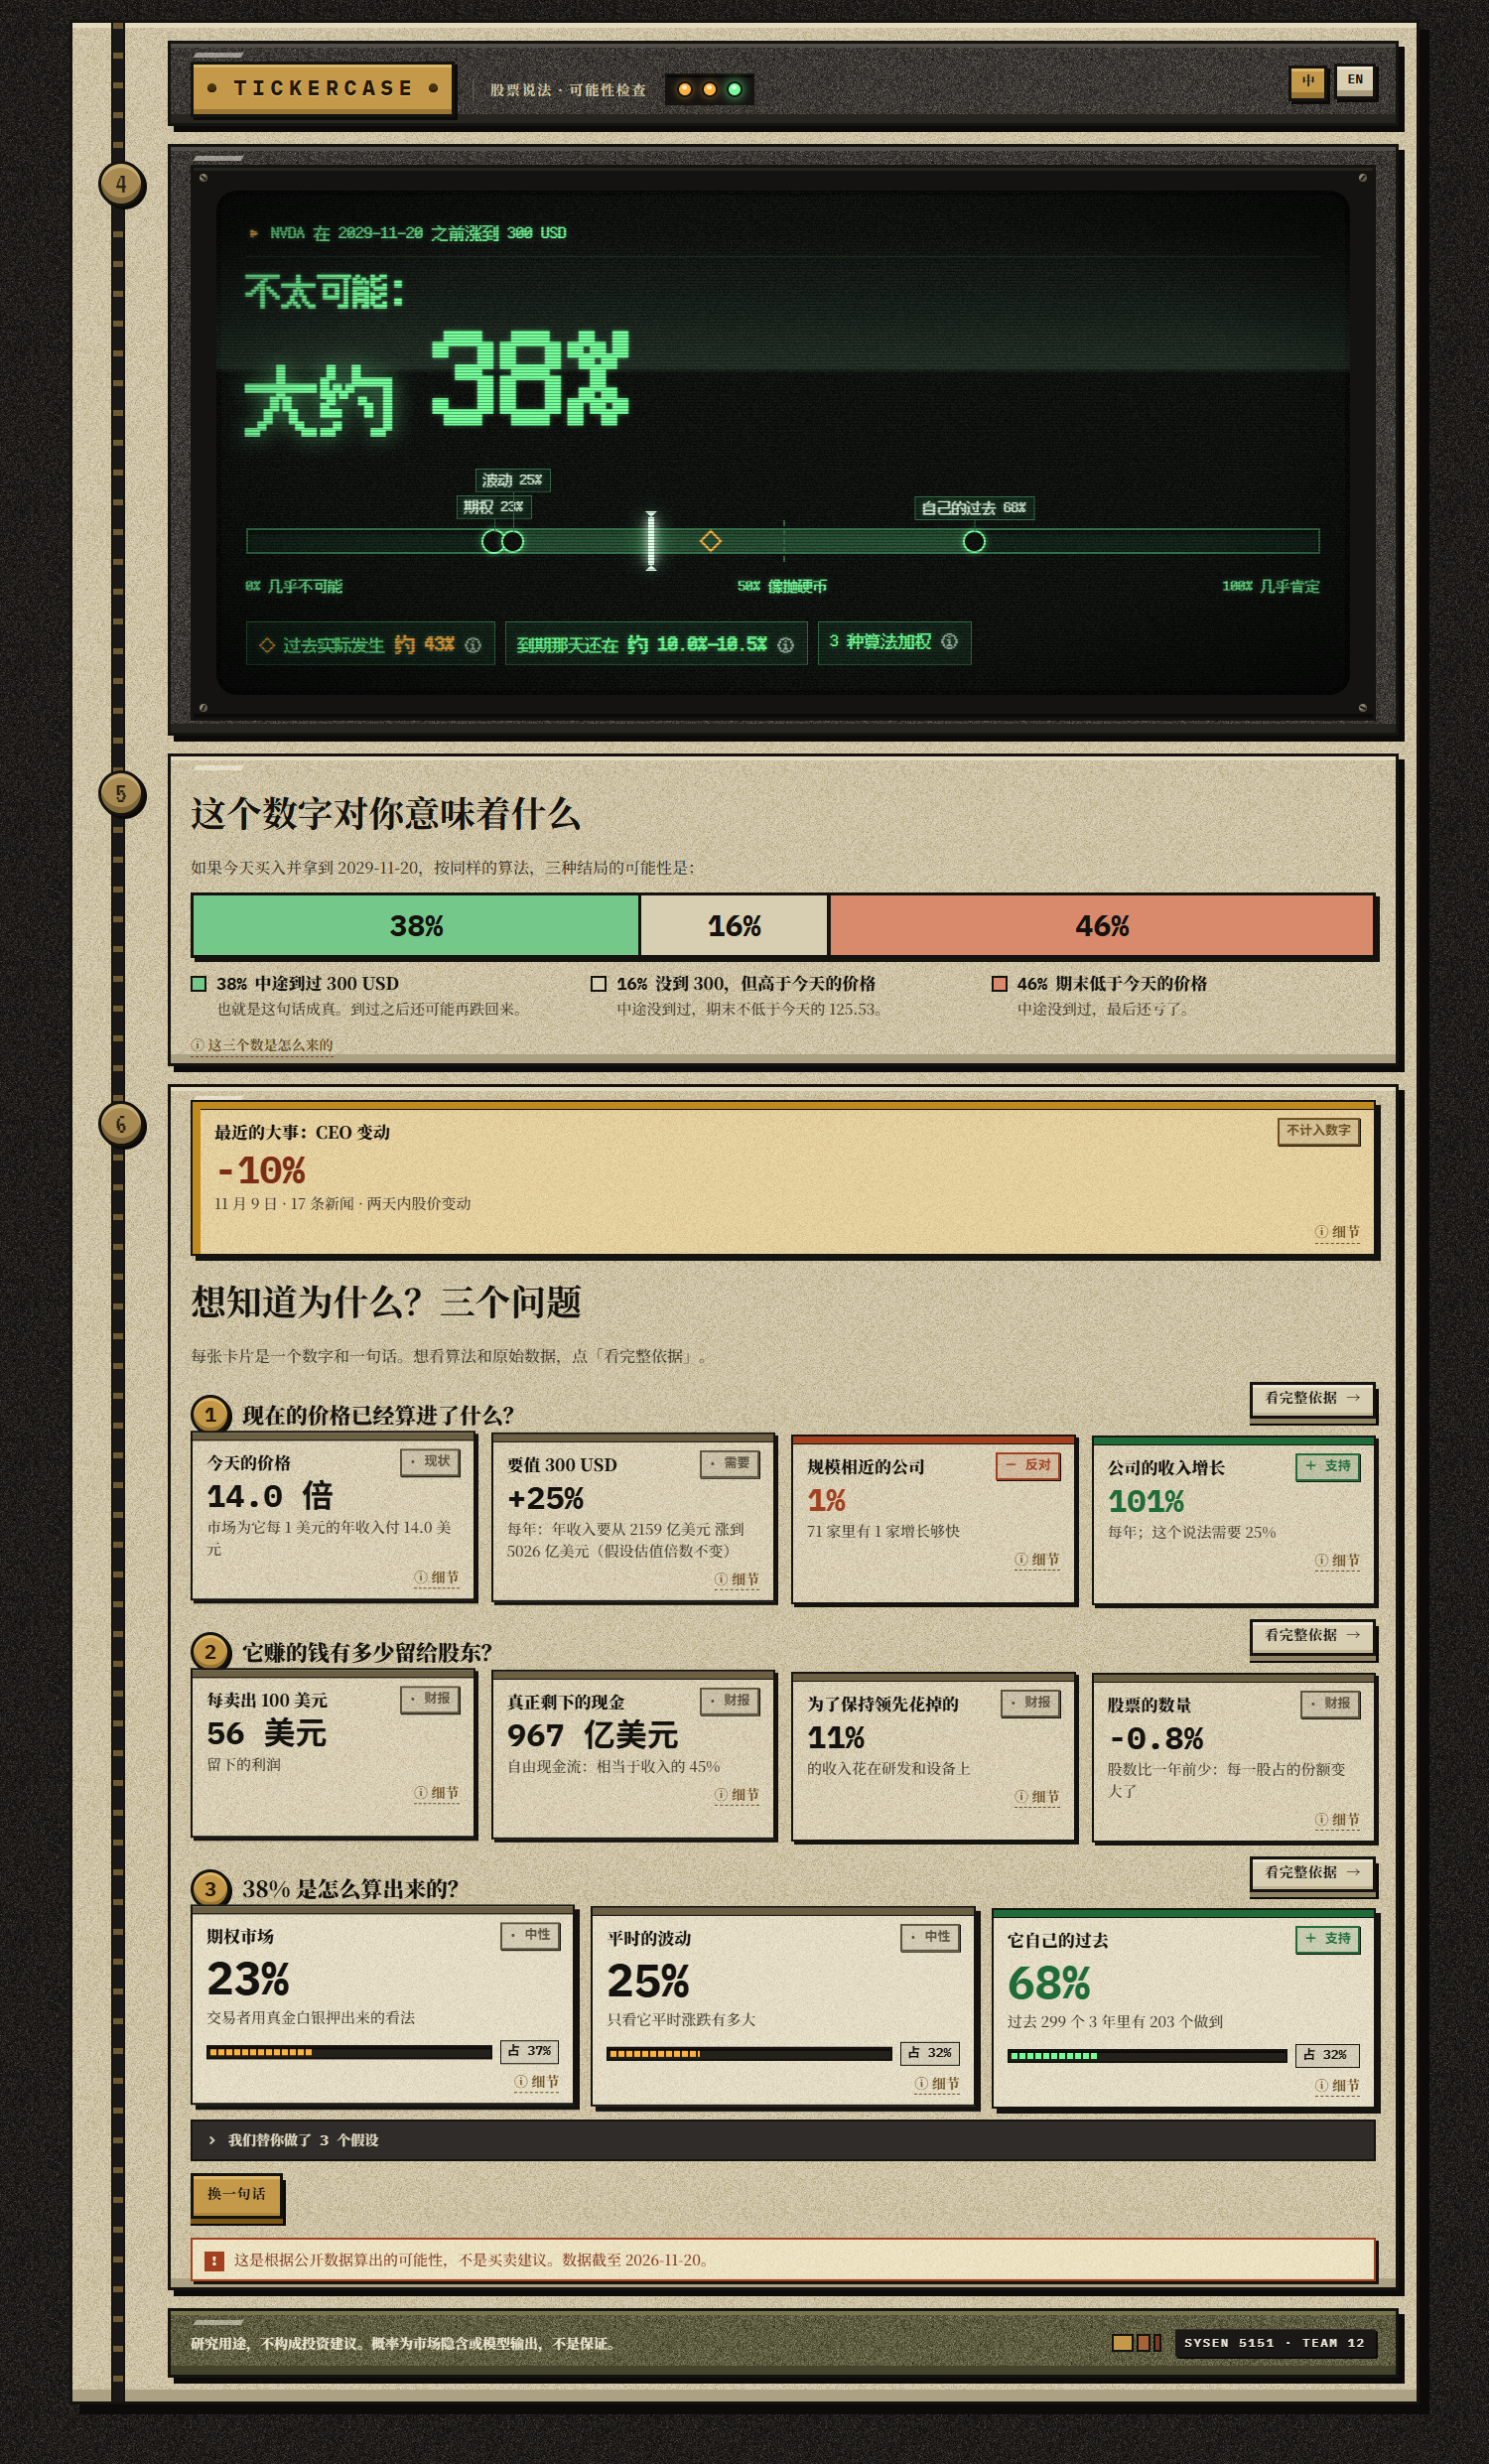 TICKERCASE
股票说法 · 可能性检查
中
EN
4
NVDA 在 2029-11-20 之前涨到 300 USD
不太可能：
大约 38%
波动 25%
期权 23%
自己的过去 68%
0% 几乎不可能
50% 像抛硬币
100% 几乎肯定
过去实际发生 约 43% ⓘ
到期那天还在 约 10.0%-10.5% ⓘ
3 种算法加权 ⓘ
5
这个数字对你意味着什么
如果今天买入并拿到 2029-11-20，按同样的算法，三种结局的可能性是：
38%
16%
46%
38% 中途到过 300 USD
也就是这句话成真。到过之后还可能再跌回来。
16% 没到 300，但高于今天的价格
中途没到过，期末不低于今天的 125.53。
46% 期末低于今天的价格
中途没到过，最后还亏了。
ⓘ 这三个数是怎么来的
6
最近的大事：CEO 变动
不计入数字
-10%
11 月 9 日 · 17 条新闻 · 两天内股价变动
ⓘ 细节
想知道为什么？三个问题
每张卡片是一个数字和一句话。想看算法和原始数据，点「看完整依据」。
1 现在的价格已经算进了什么？
看完整依据 →
今天的价格
· 现状
14.0 倍
市场为它每 1 美元的年收入付 14.0 美
元
ⓘ 细节
要值 300 USD
· 需要
+25%
每年：年收入要从 2159 亿美元 涨到
5026 亿美元（假设估值倍数不变）
ⓘ 细节
规模相近的公司
− 反对
1%
71 家里有 1 家增长够快
ⓘ 细节
公司的收入增长
+ 支持
101%
每年；这个说法需要 25%
ⓘ 细节
2 它赚的钱有多少留给股东？
看完整依据 →
每卖出 100 美元
· 财报
56 美元
留下的利润
ⓘ 细节
真正剩下的现金
· 财报
967 亿美元
自由现金流：相当于收入的 45%
ⓘ 细节
为了保持领先花掉的
· 财报
11%
的收入花在研发和设备上
ⓘ 细节
股票的数量
· 财报
-0.8%
股数比一年前少：每一股占的份额变
大了
ⓘ 细节
3 38% 是怎么算出来的？
看完整依据 →
期权市场
· 中性
23%
交易者用真金白银押出来的看法
占 37%
ⓘ 细节
平时的波动
· 中性
25%
只看它平时涨跌有多大
占 32%
ⓘ 细节
它自己的过去
+ 支持
68%
过去 299 个 3 年里有 203 个做到
占 32%
ⓘ 细节
› 我们替你做了 3 个假设
换一句话
! 这是根据公开数据算出的可能性，不是买卖建议。数据截至 2026-11-20。
研究用途，不构成投资建议。概率为市场隐含或模型输出，不是保证。
SYSEN 5151 · TEAM 12